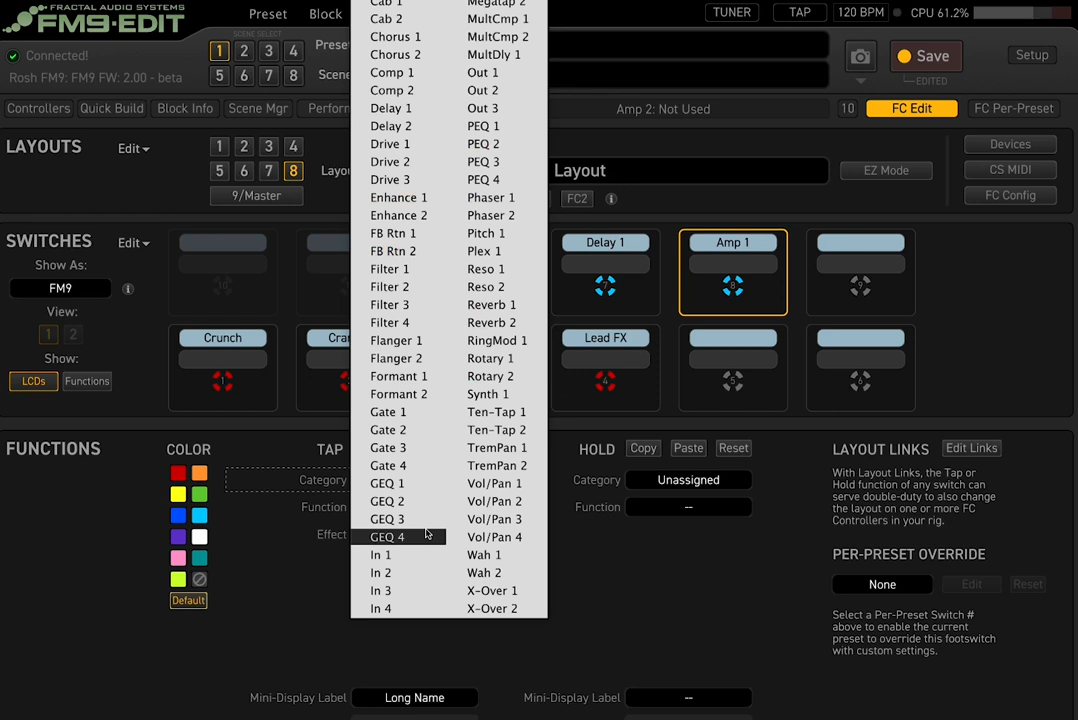 FRACTAL AUDIO SYSTEMS
FM9-EDIT
Preset Block
TUNER TAP 120 BPM CPU 61.2%
Connected!
Rosh FM9: FM9 FW: 2.00 - beta
SCENE SELECT
1 2 3 4
5 6 7 8
Preset
Scene
Save
EDITED
Setup
Controllers Quick Build Block Info Scene Mgr Perform
Amp 2: Not Used 10 FC Edit FC Per-Preset
LAYOUTS Edit
1 2 3 4
5 6 7 8
9/Master
Layou
Layout
EZ Mode
FC2
Devices
CS MIDI
FC Config
SWITCHES Edit
Show As:
FM9
View:
1 2
Show:
LCDs Functions
10
Delay 1
7
Amp 1
8
9
Crunch
1
Crar
Lead FX
4
5
6
Cab 1
Cab 2
Chorus 1
Chorus 2
Comp 1
Comp 2
Delay 1
Delay 2
Drive 1
Drive 2
Drive 3
Enhance 1
Enhance 2
FB Rtn 1
FB Rtn 2
Filter 1
Filter 2
Filter 3
Filter 4
Flanger 1
Flanger 2
Formant 1
Formant 2
Gate 1
Gate 2
Gate 3
Gate 4
GEQ 1
GEQ 2
GEQ 3
GEQ 4
In 1
In 2
In 3
In 4
Megatap 2
MultCmp 1
MultCmp 2
MultDly 1
Out 1
Out 2
Out 3
PEQ 1
PEQ 2
PEQ 3
PEQ 4
Phaser 1
Phaser 2
Pitch 1
Plex 1
Reso 1
Reso 2
Reverb 1
Reverb 2
RingMod 1
Rotary 1
Rotary 2
Synth 1
Ten-Tap 1
Ten-Tap 2
TremPan 1
TremPan 2
Vol/Pan 1
Vol/Pan 2
Vol/Pan 3
Vol/Pan 4
Wah 1
Wah 2
X-Over 1
X-Over 2
FUNCTIONS
COLOR
Default
TAP
Category
Function
Effect
Mini-Display Label Long Name
HOLD Copy Paste Reset
Category Unassigned
Function --
Mini-Display Label --
LAYOUT LINKS Edit Links
With Layout Links, the Tap or
Hold function of any switch can
serve double-duty to also change
the layout on one or more FC
Controllers in your rig.
PER-PRESET OVERRIDE
None Edit Reset
Select a Per-Preset Switch #
above to enable the current
preset to override this footswitch
with custom settings.